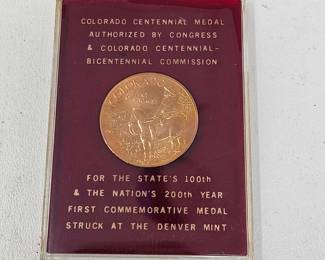 COLORADO CENTENNIAL MEDAL
AUTHORIZED BY CONGRESS
& COLORADO CENTENNIAL-
BICENTENNIAL COMMISSION
COLORADO
FOR THE STATE'S 100th
& THE NATION'S 200th YEAR
FIRST COMMEMORATIVE MEDAL
STRUCK AT THE DENVER MINT